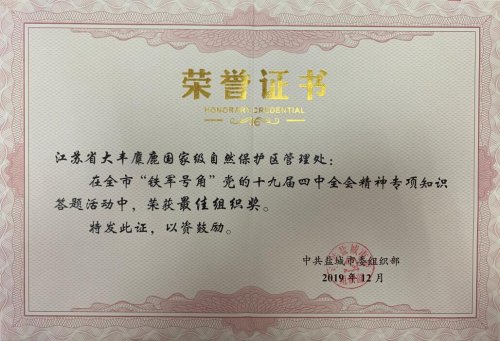 荣誉证书
HONORARY CREDENTIAL
江苏省大丰麋鹿国家级自然保护区管理处：
在全市“铁军号角”党的十九届四中全会精神专项知识
答题活动中，荣获最佳组织奖。
特发此证，以资鼓励。
中共盐城市委组织部
2019年12月